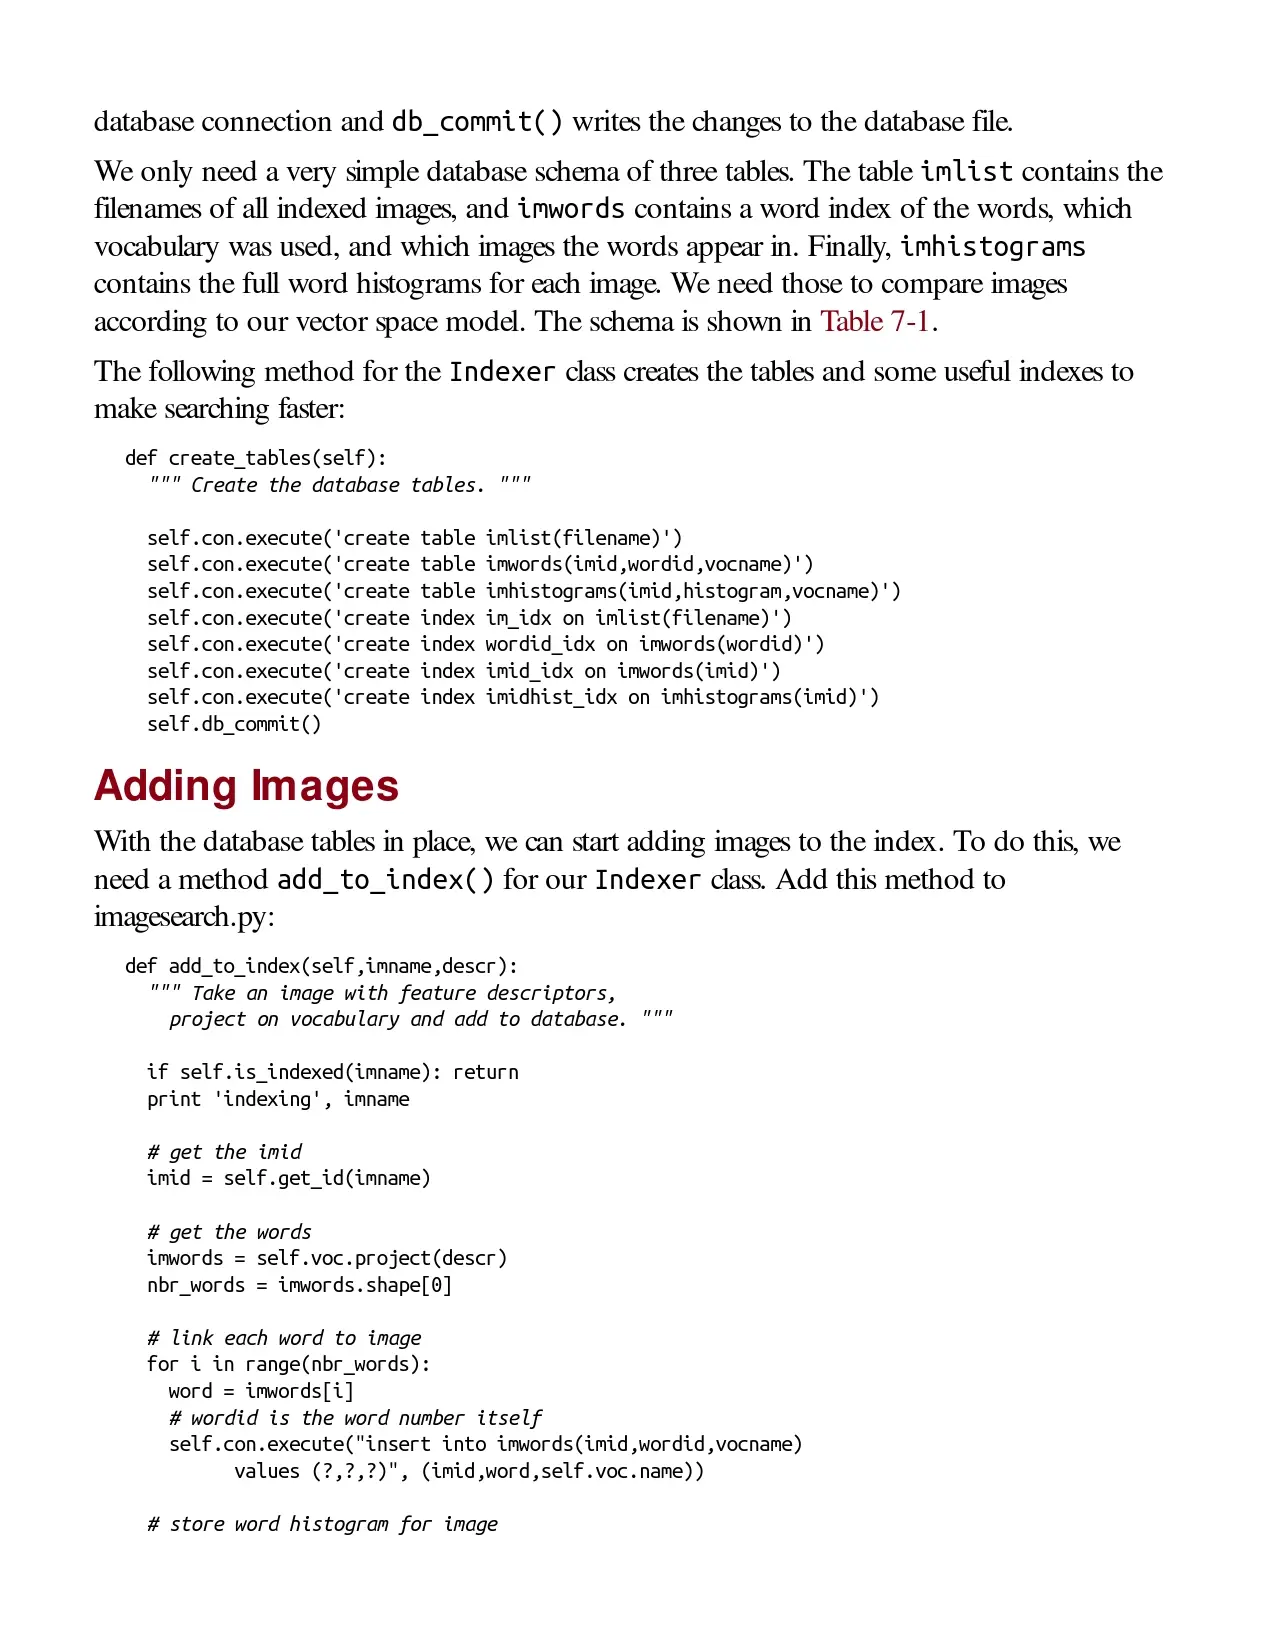 database connection and db_commit() writes the changes to the database file.
We only need a very simple database schema of three tables. The table imlist contains the
filenames of all indexed images, and imwords contains a word index of the words, which
vocabulary was used, and which images the words appear in. Finally, imhistograms
contains the full word histograms for each image. We need those to compare images
according to our vector space model. The schema is shown in Table 7-1.
The following method for the Indexer class creates the tables and some useful indexes to
make searching faster:
def create_tables(self):
  """ Create the database tables. """

  self.con.execute('create table imlist(filename)')
  self.con.execute('create table imwords(imid,wordid,vocname)')
  self.con.execute('create table imhistograms(imid,histogram,vocname)')
  self.con.execute('create index im_idx on imlist(filename)')
  self.con.execute('create index wordid_idx on imwords(wordid)')
  self.con.execute('create index imid_idx on imwords(imid)')
  self.con.execute('create index imidhist_idx on imhistograms(imid)')
  self.db_commit()
Adding Images
With the database tables in place, we can start adding images to the index. To do this, we
need a method add_to_index() for our Indexer class. Add this method to
imagesearch.py:
def add_to_index(self,imname,descr):
  """ Take an image with feature descriptors,
    project on vocabulary and add to database. """

  if self.is_indexed(imname): return
  print 'indexing', imname

  # get the imid
  imid = self.get_id(imname)

  # get the words
  imwords = self.voc.project(descr)
  nbr_words = imwords.shape[0]

  # link each word to image
  for i in range(nbr_words):
    word = imwords[i]
    # wordid is the word number itself
    self.con.execute("insert into imwords(imid,wordid,vocname)
          values (?,?,?)", (imid,word,self.voc.name))

  # store word histogram for image